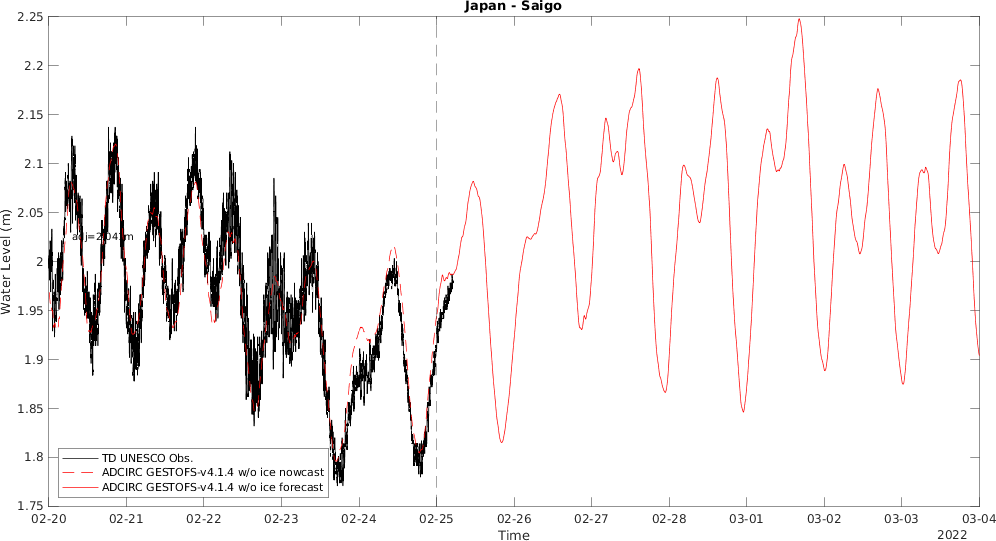 Japan - Saigo
2.25
2.2
2.15
2.1
2.05
2
1.95
1.9
1.85
1.8
1.75
Water Level (m)
adj=2.041m
TD UNESCO Obs.
ADCIRC GESTOFS-v4.1.4 w/o ice nowcast
ADCIRC GESTOFS-v4.1.4 w/o ice forecast
02-20 02-21 02-22 02-23 02-24 02-25 02-26 02-27 02-28 03-01 03-02 03-03 03-04
Time
2022